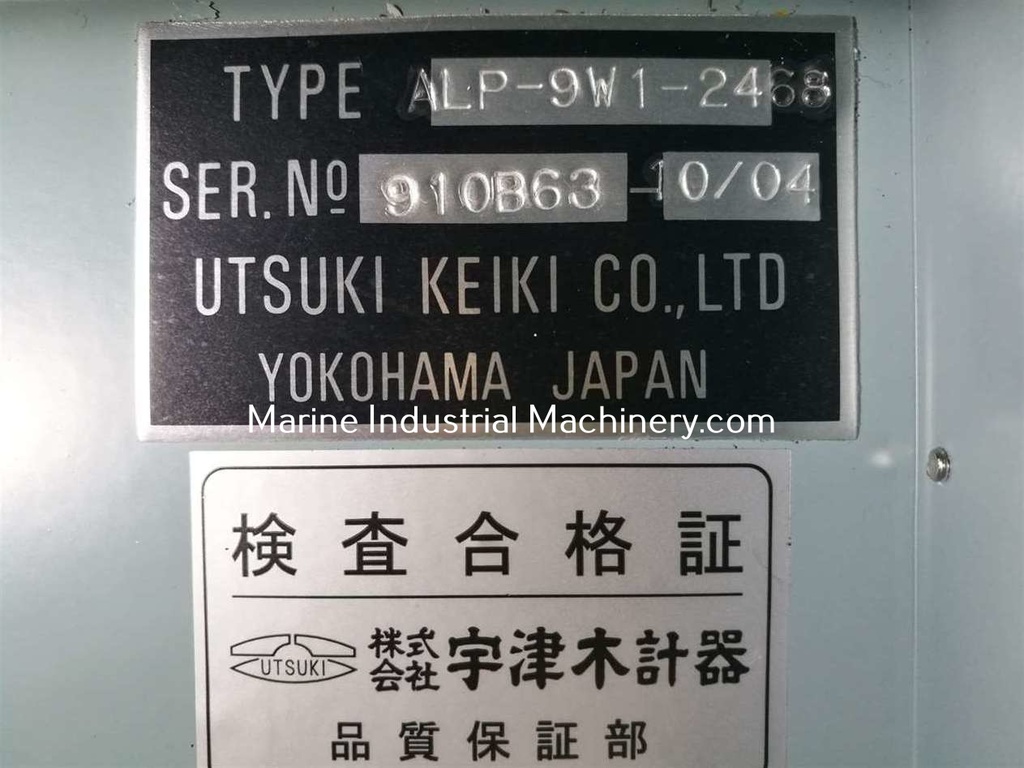 TYPE ALP-9W1-2468
SER. Nº 910B63-10/04
UTSUKI KEIKI CO.,LTD
YOKOHAMA JAPAN
Marine Industrial Machinery.com
検査合格証
UTSUKI 株式会社 宇津木計器
品質保証部